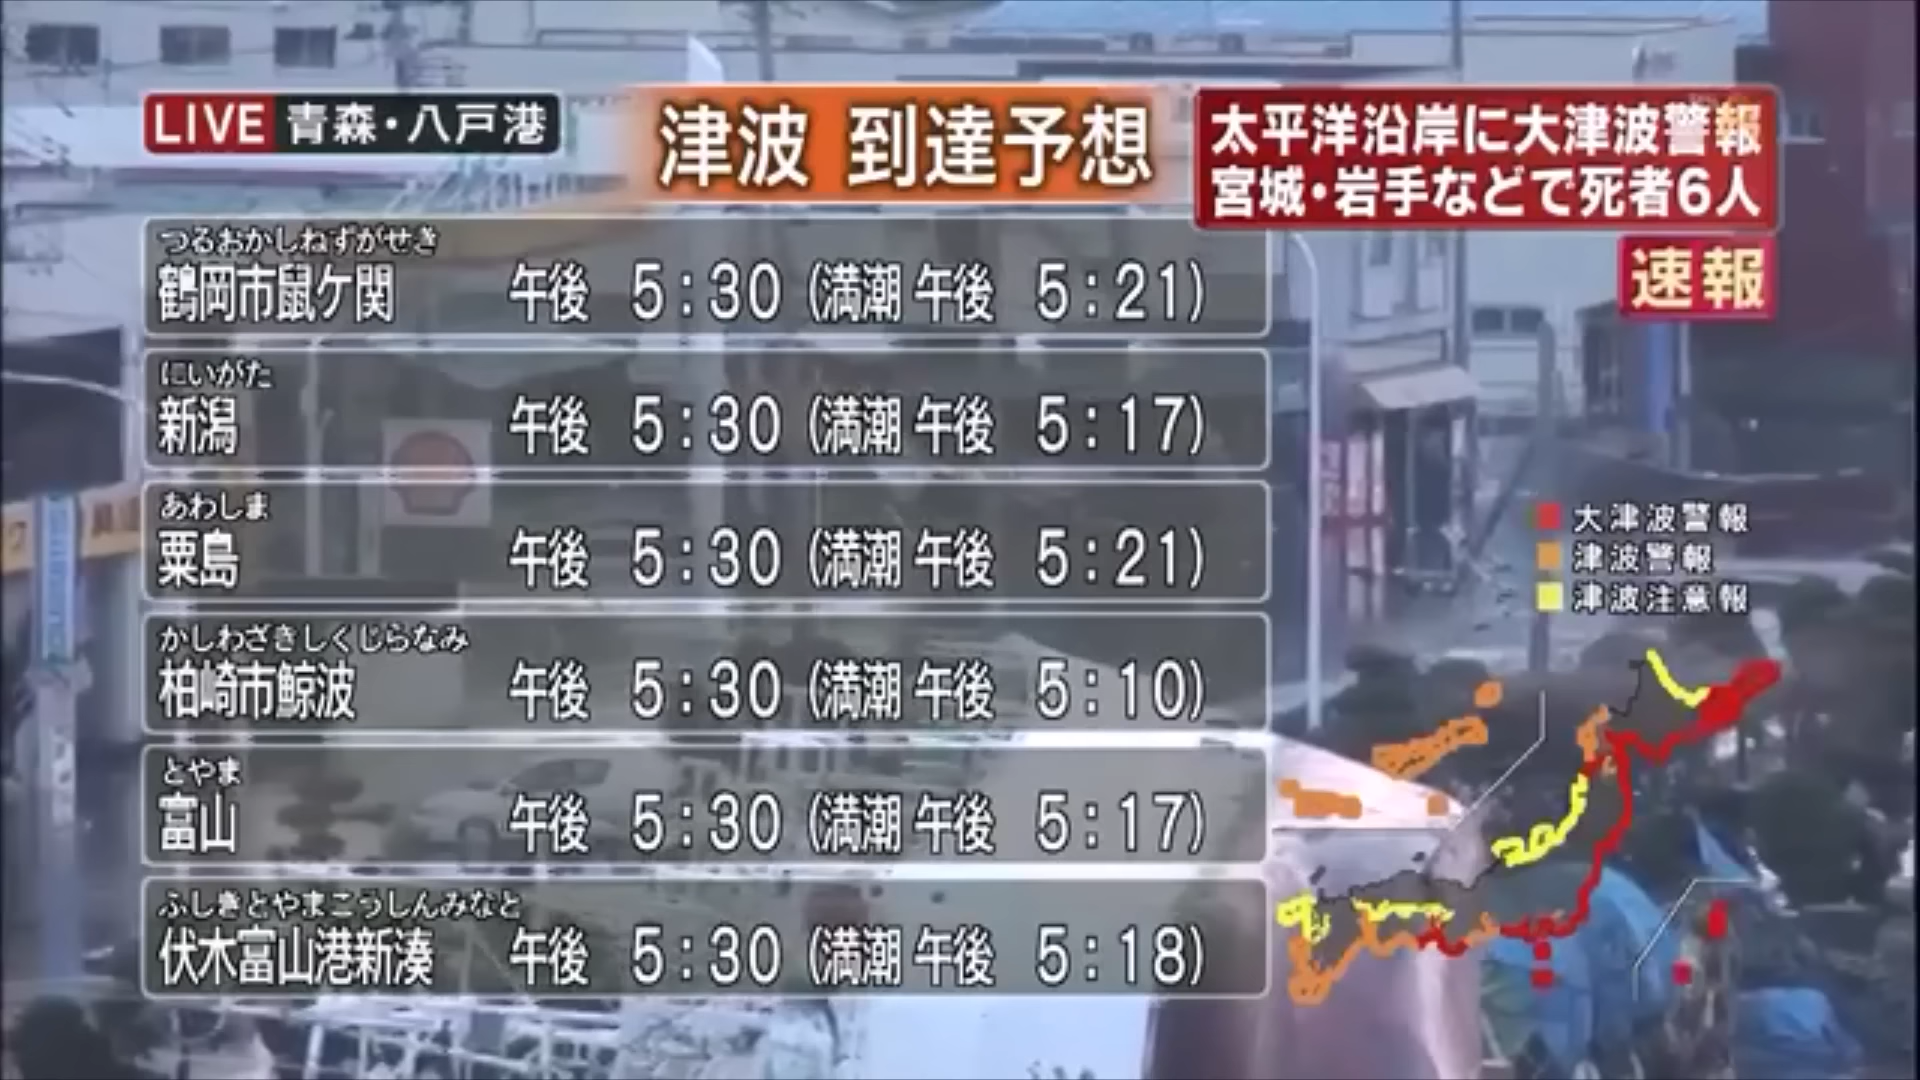 LIVE 青森・八戸港
津波 到達予想
太平洋沿岸に大津波警報
宮城・岩手などで死者6人
速報
つるおかしねずがせき
鶴岡市鼠ケ関 午後 5:30 (満潮 午後 5:21)
にいがた
新潟 午後 5:30 (満潮 午後 5:17)
あわしま
粟島 午後 5:30 (満潮 午後 5:21)
かしわざきしくじらなみ
柏崎市鯨波 午後 5:30 (満潮 午後 5:10)
とやま
富山 午後 5:30 (満潮 午後 5:17)
ふしきとやまこうしんみなと
伏木富山港新湊 午後 5:30 (満潮 午後 5:18)
大津波警報
津波警報
津波注意報